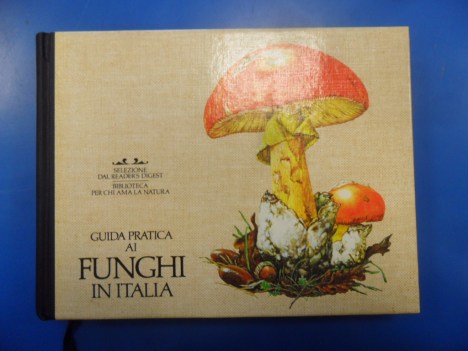 SELEZIONE
DAL READER'S DIGEST
BIBLIOTECA
PER CHI AMA LA NATURA
GUIDA PRATICA
AI
FUNGHI
IN ITALIA